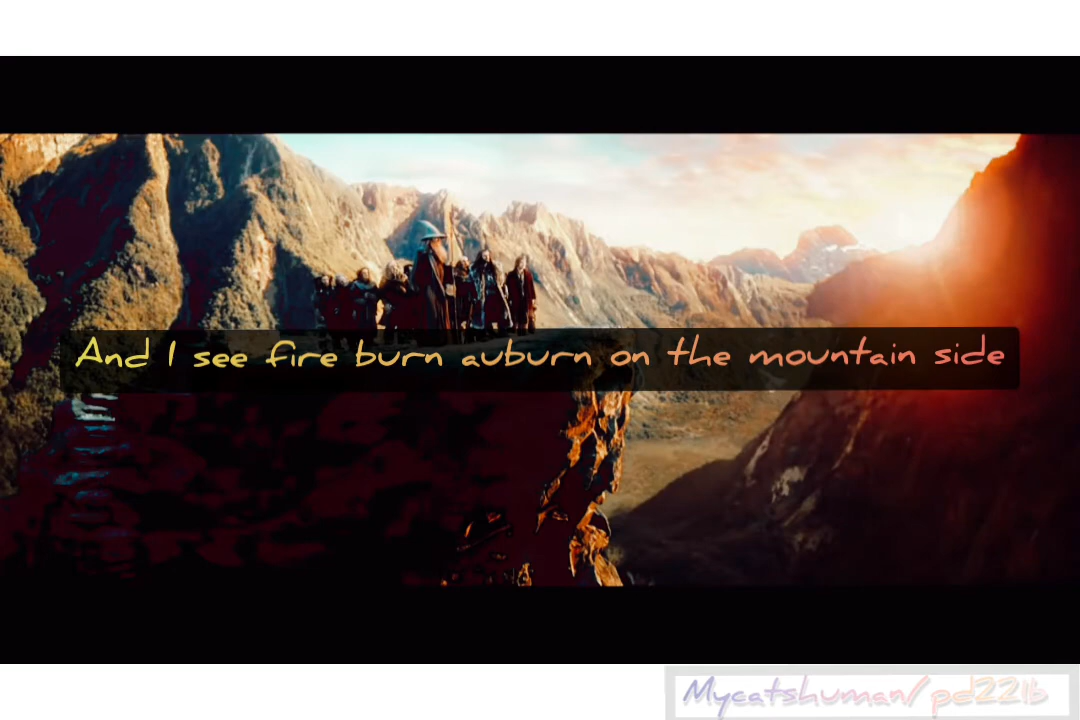 And I see fire burn auburn on the mountain side
Mycatshuman/pd221b